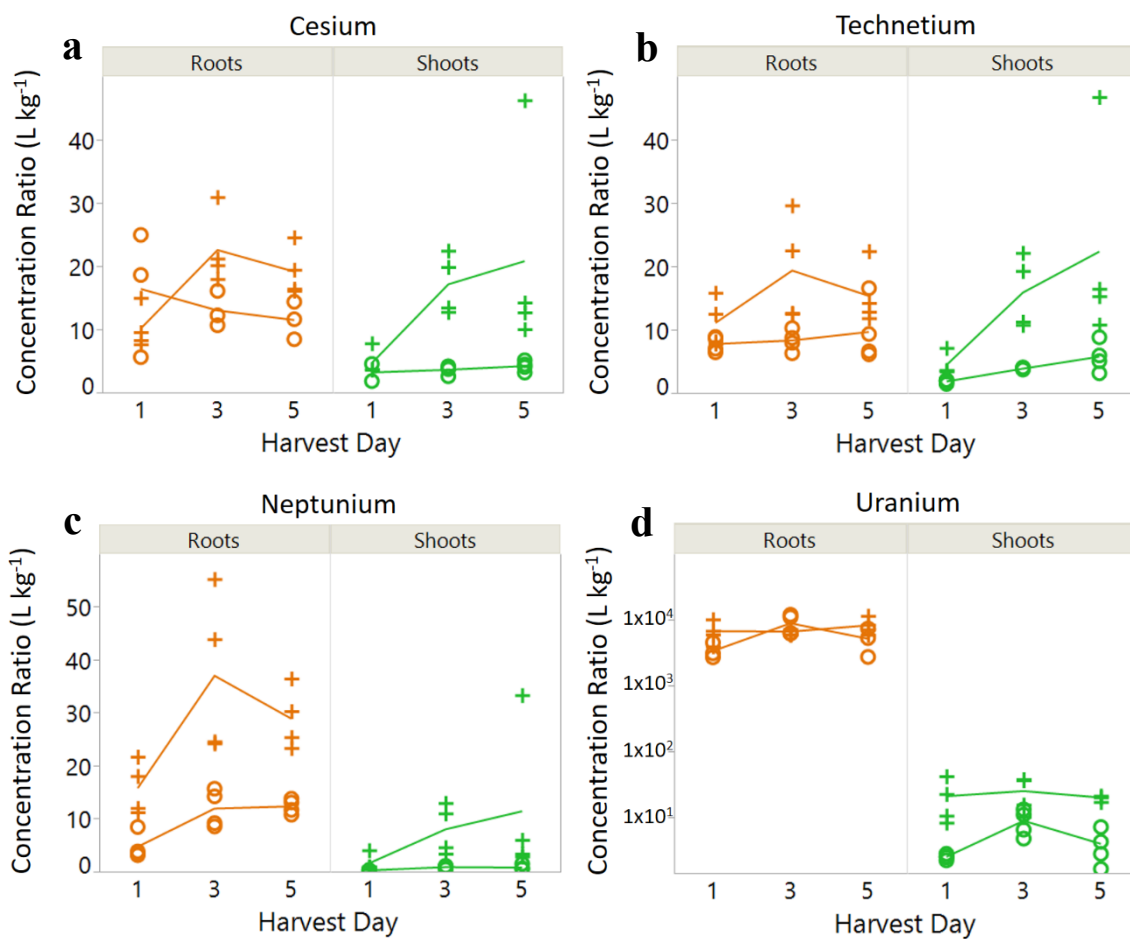 a
Cesium
Roots
Shoots
Concentration Ratio (L kg⁻¹)
40
30
20
10
0
1
3
5
1
3
5
Harvest Day
b
Technetium
Roots
Shoots
Concentration Ratio (L kg⁻¹)
40
30
20
10
0
1
3
5
1
3
5
Harvest Day
c
Neptunium
Roots
Shoots
Concentration Ratio (L kg⁻¹)
50
40
30
20
10
0
1
3
5
1
3
5
Harvest Day
d
Uranium
Roots
Shoots
Concentration Ratio (L kg⁻¹)
1x10⁴
1x10³
1x10²
1x10¹
1
3
5
1
3
5
Harvest Day